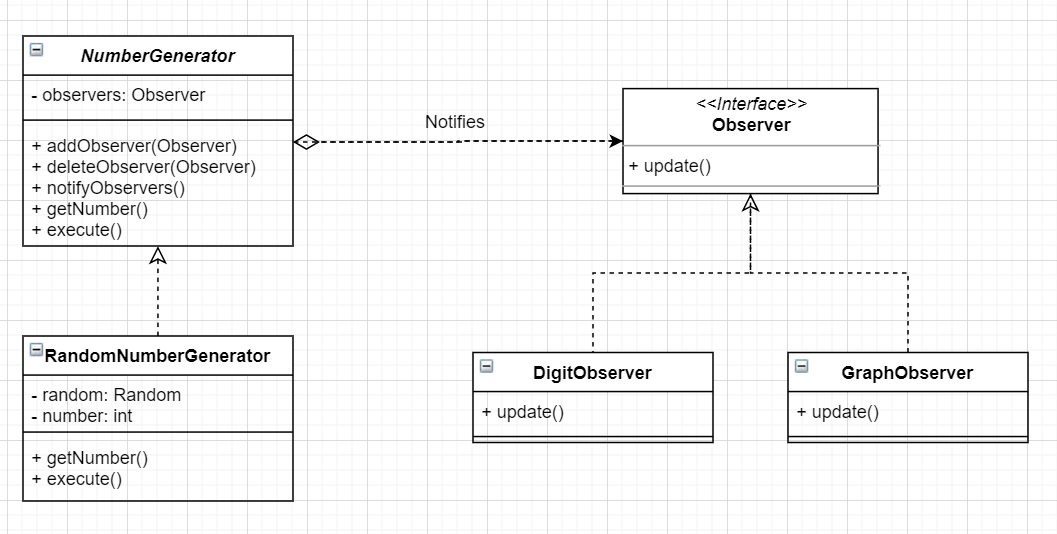 NumberGenerator
- observers: Observer
+ addObserver(Observer)
+ deleteObserver(Observer)
+ notifyObservers()
+ getNumber()
+ execute()
Notifies
<<Interface>>
Observer
+ update()
RandomNumberGenerator
- random: Random
- number: int
+ getNumber()
+ execute()
DigitObserver
+ update()
GraphObserver
+ update()